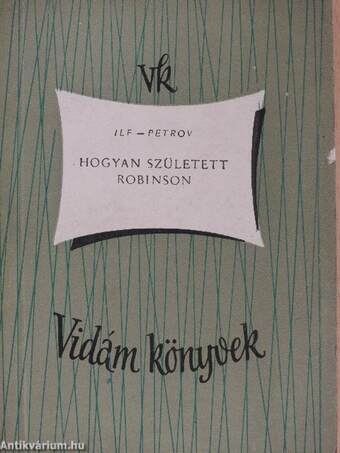 vk
ILF — PETROV
HOGYAN SZÜLETETT
ROBINSON
Vidám könyvek
Antikvárium.hu